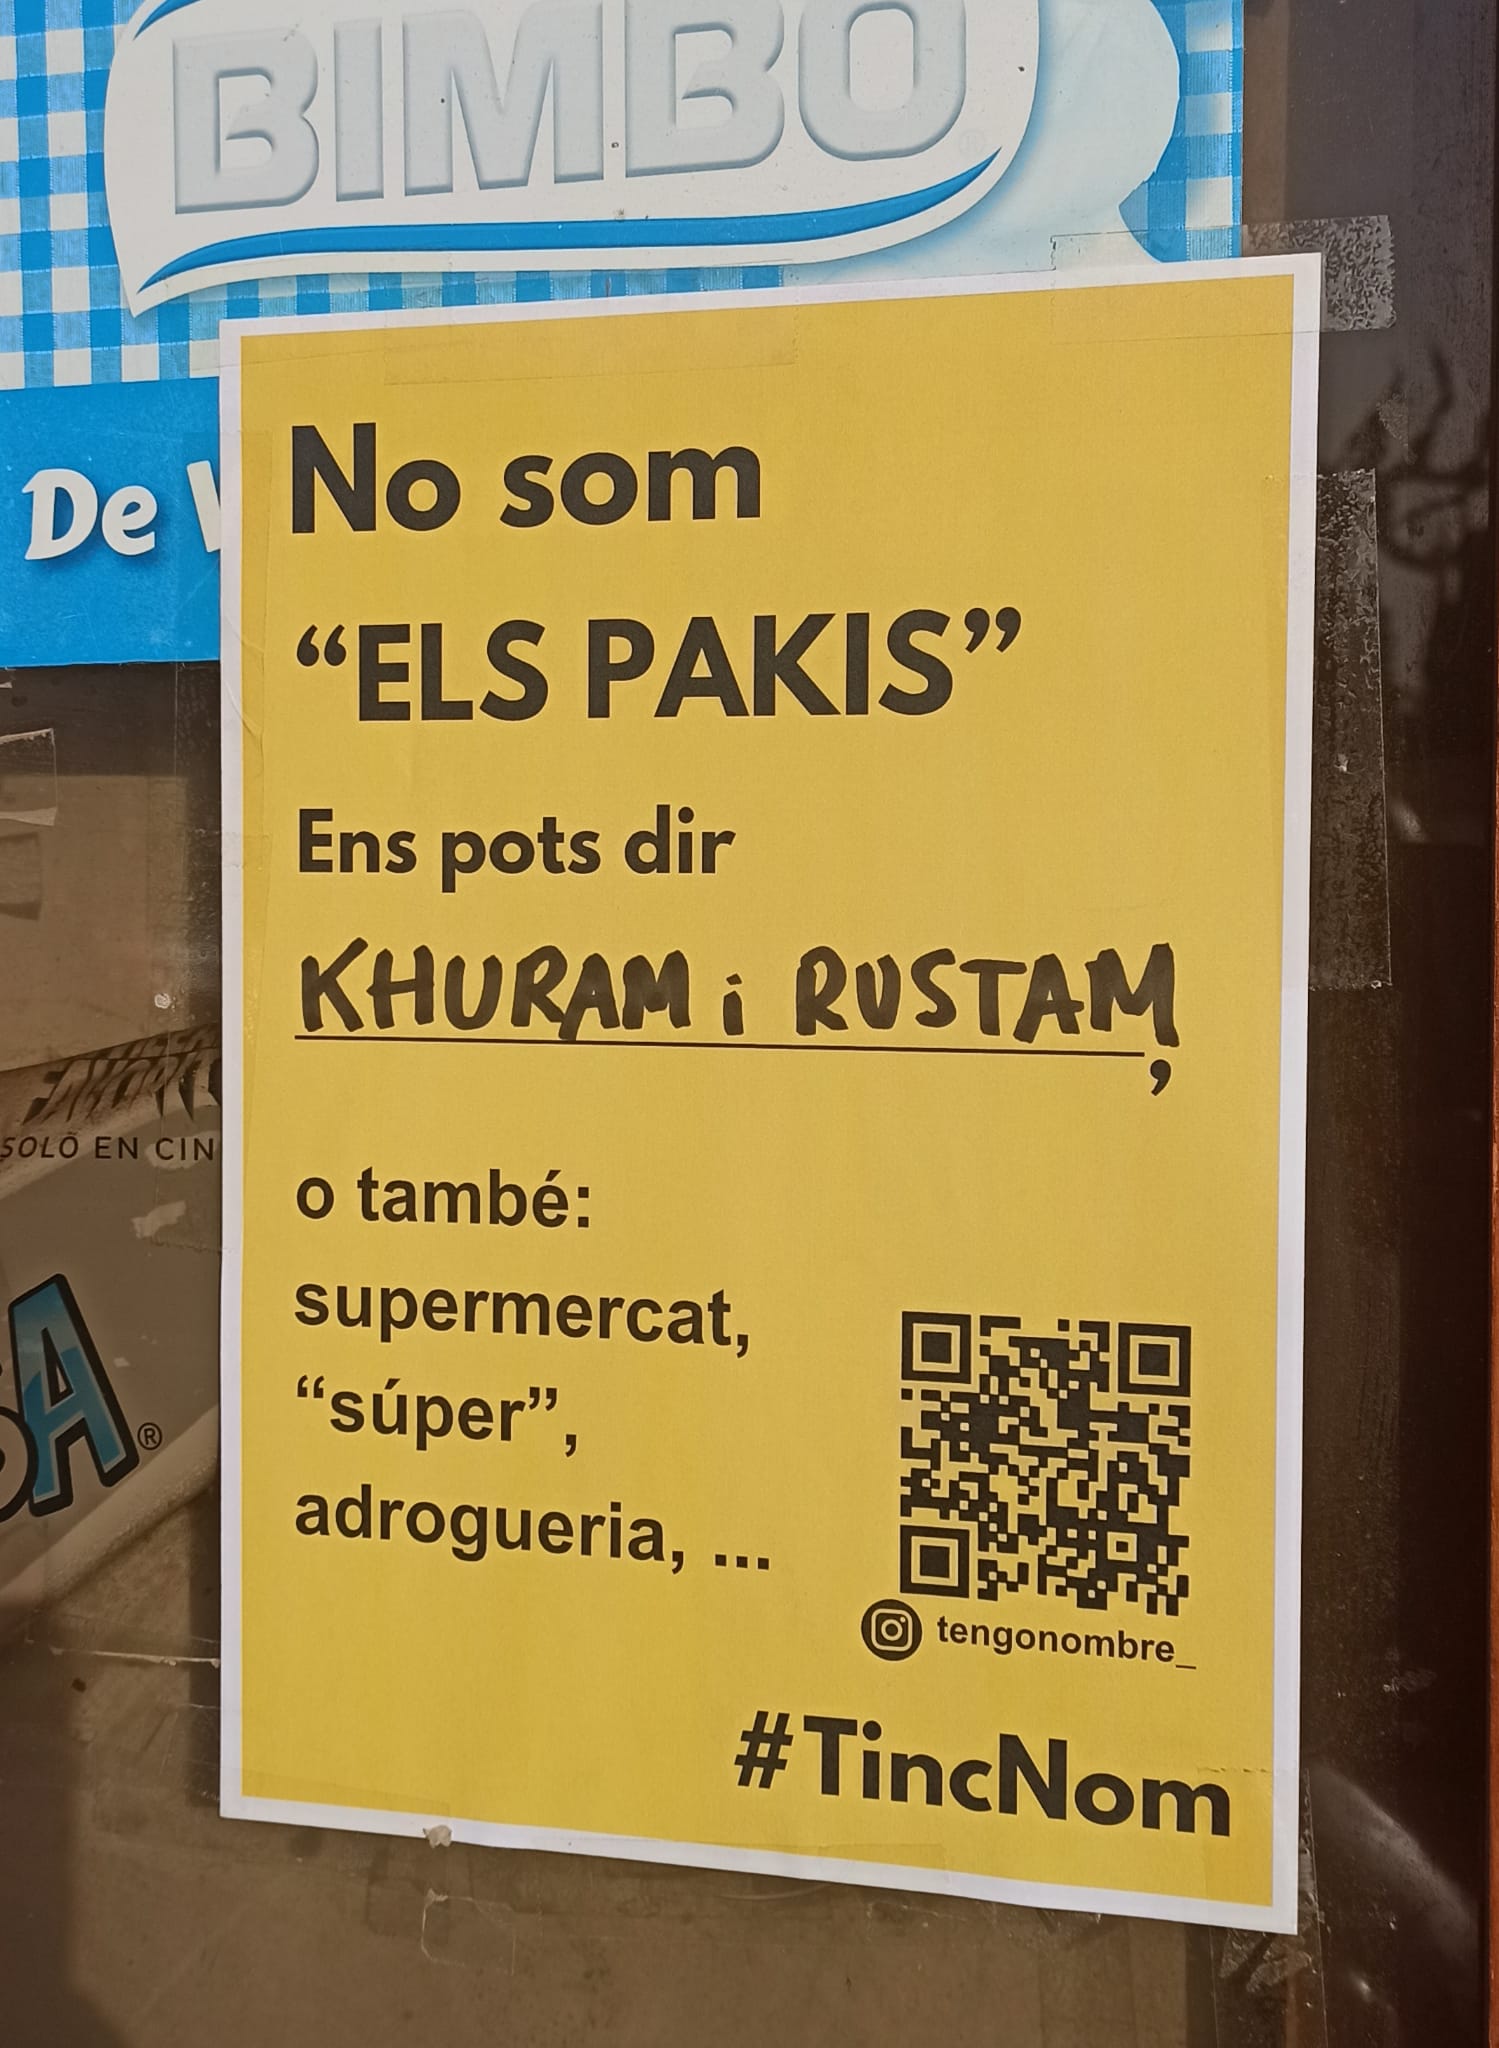 BIMBO
®
De
No som
“ELS PAKIS”
Ens pots dir
KHURAM i RUSTAM,
o també:
supermercat,
“súper”,
adrogueria, ...
tengonombre_
#TincNom
SOLO EN CIN
A®